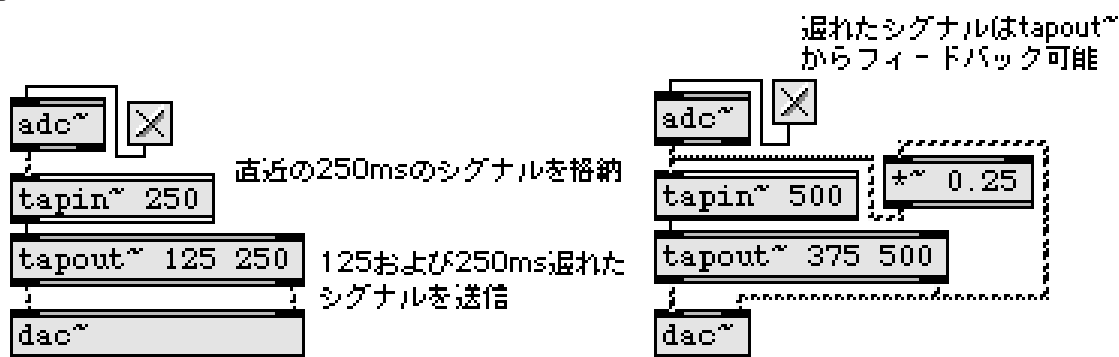 遅れたシグナルはtapout~
からフィードバック可能
adc~
直近の250msのシグナルを格納
tapin~ 250
tapout~ 125 250
125および250ms遅れた
シグナルを送信
dac~
adc~
*~ 0.25
tapin~ 500
tapout~ 375 500
dac~